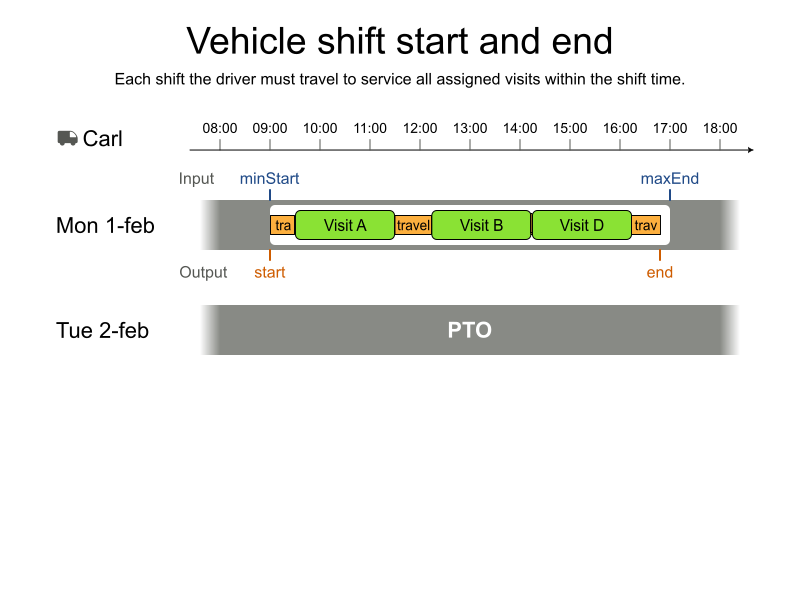 Vehicle shift start and end
Each shift the driver must travel to service all assigned visits within the shift time.
Carl
08:00 09:00 10:00 11:00 12:00 13:00 14:00 15:00 16:00 17:00 18:00
Input minStart maxEnd
Mon 1-feb tra Visit A travel Visit B Visit D trav
Output start end
Tue 2-feb PTO